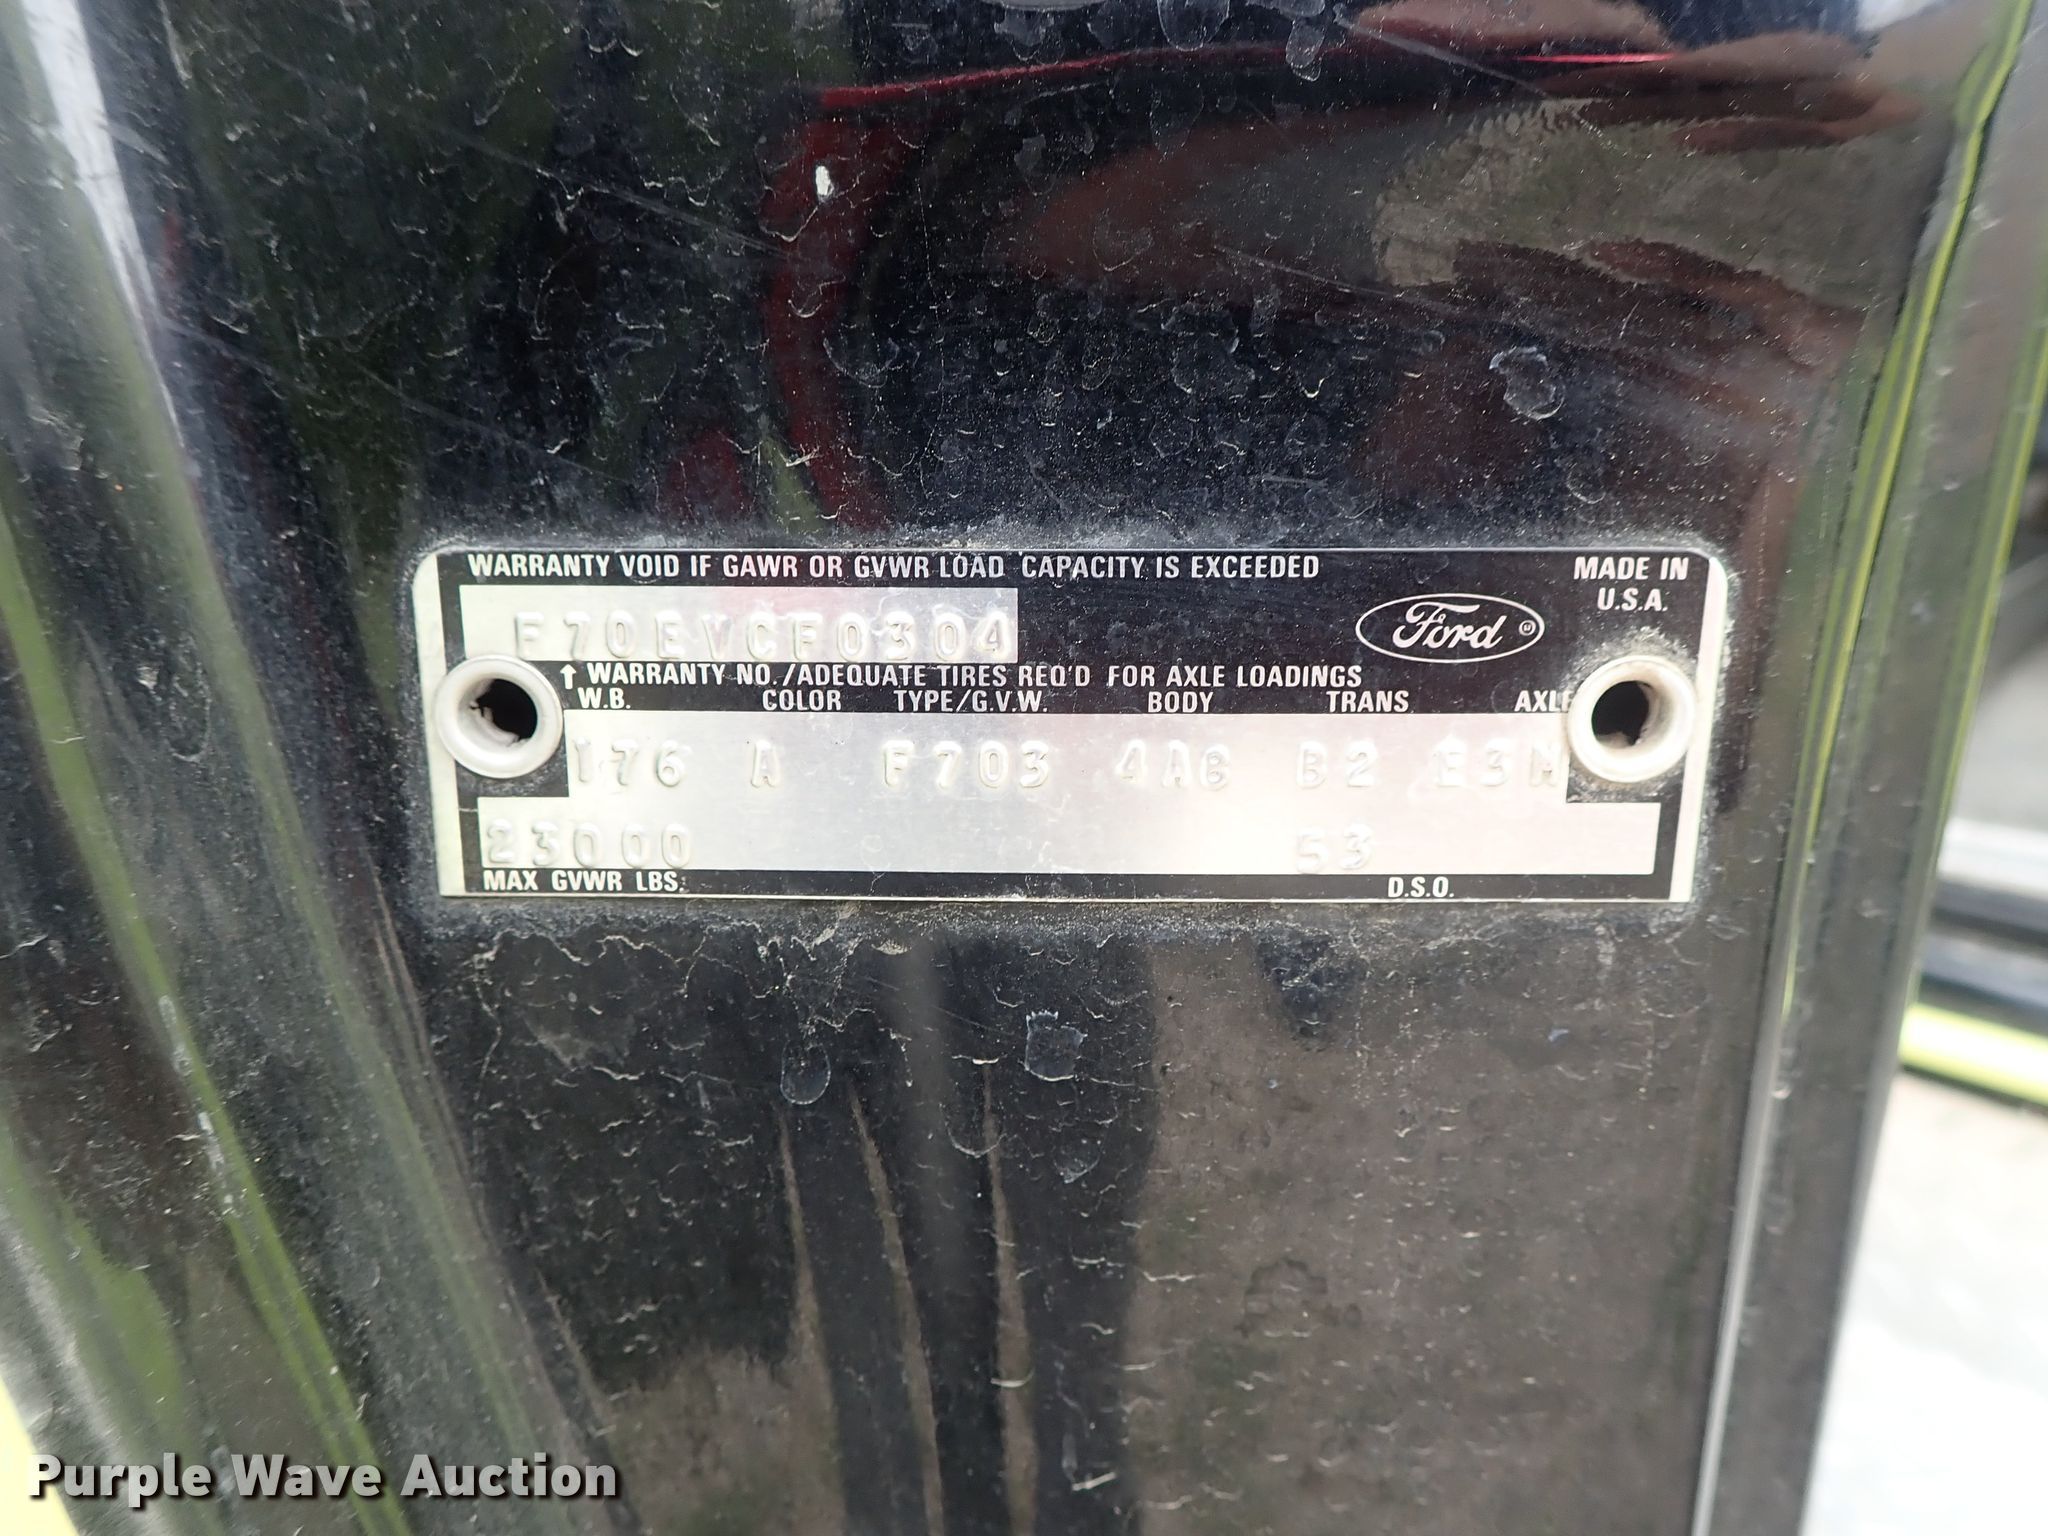 WARRANTY VOID IF GAWR OR GVWR LOAD CAPACITY IS EXCEEDED
MADE IN U.S.A.
F70EVCF0304
Ford
↑ WARRANTY NO./ADEQUATE TIRES REQ'D FOR AXLE LOADINGS
W.B. COLOR TYPE/G.V.W. BODY TRANS AXLE
176 A F703 B2
23000 53
MAX GVWR LBS. D.S.O.
Purple Wave Auction